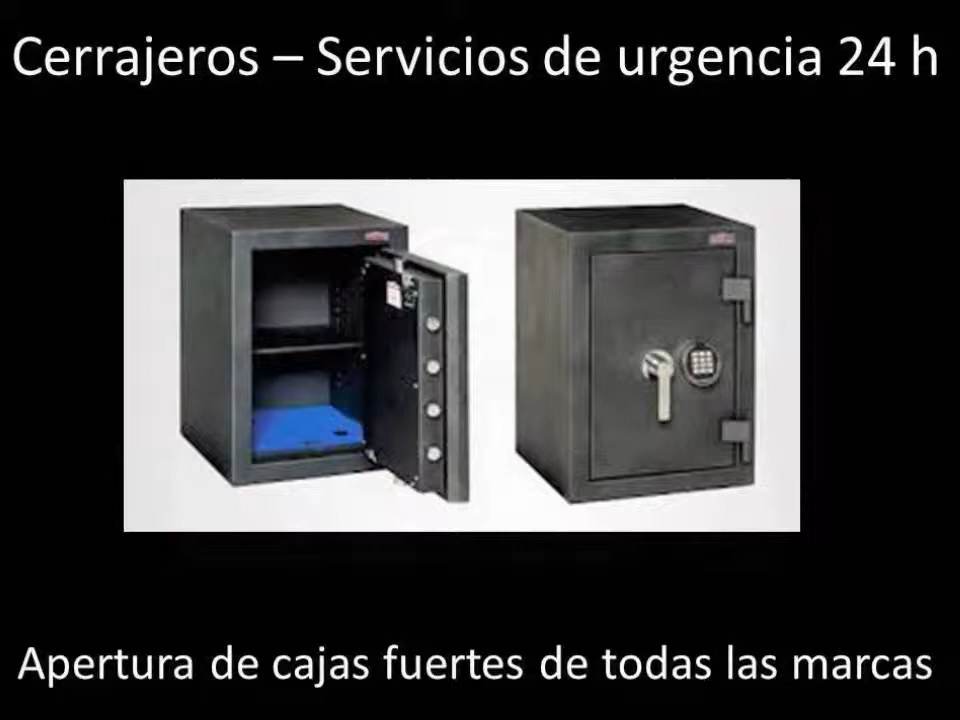 Cerrajeros – Servicios de urgencia 24 h
Apertura de cajas fuertes de todas las marcas